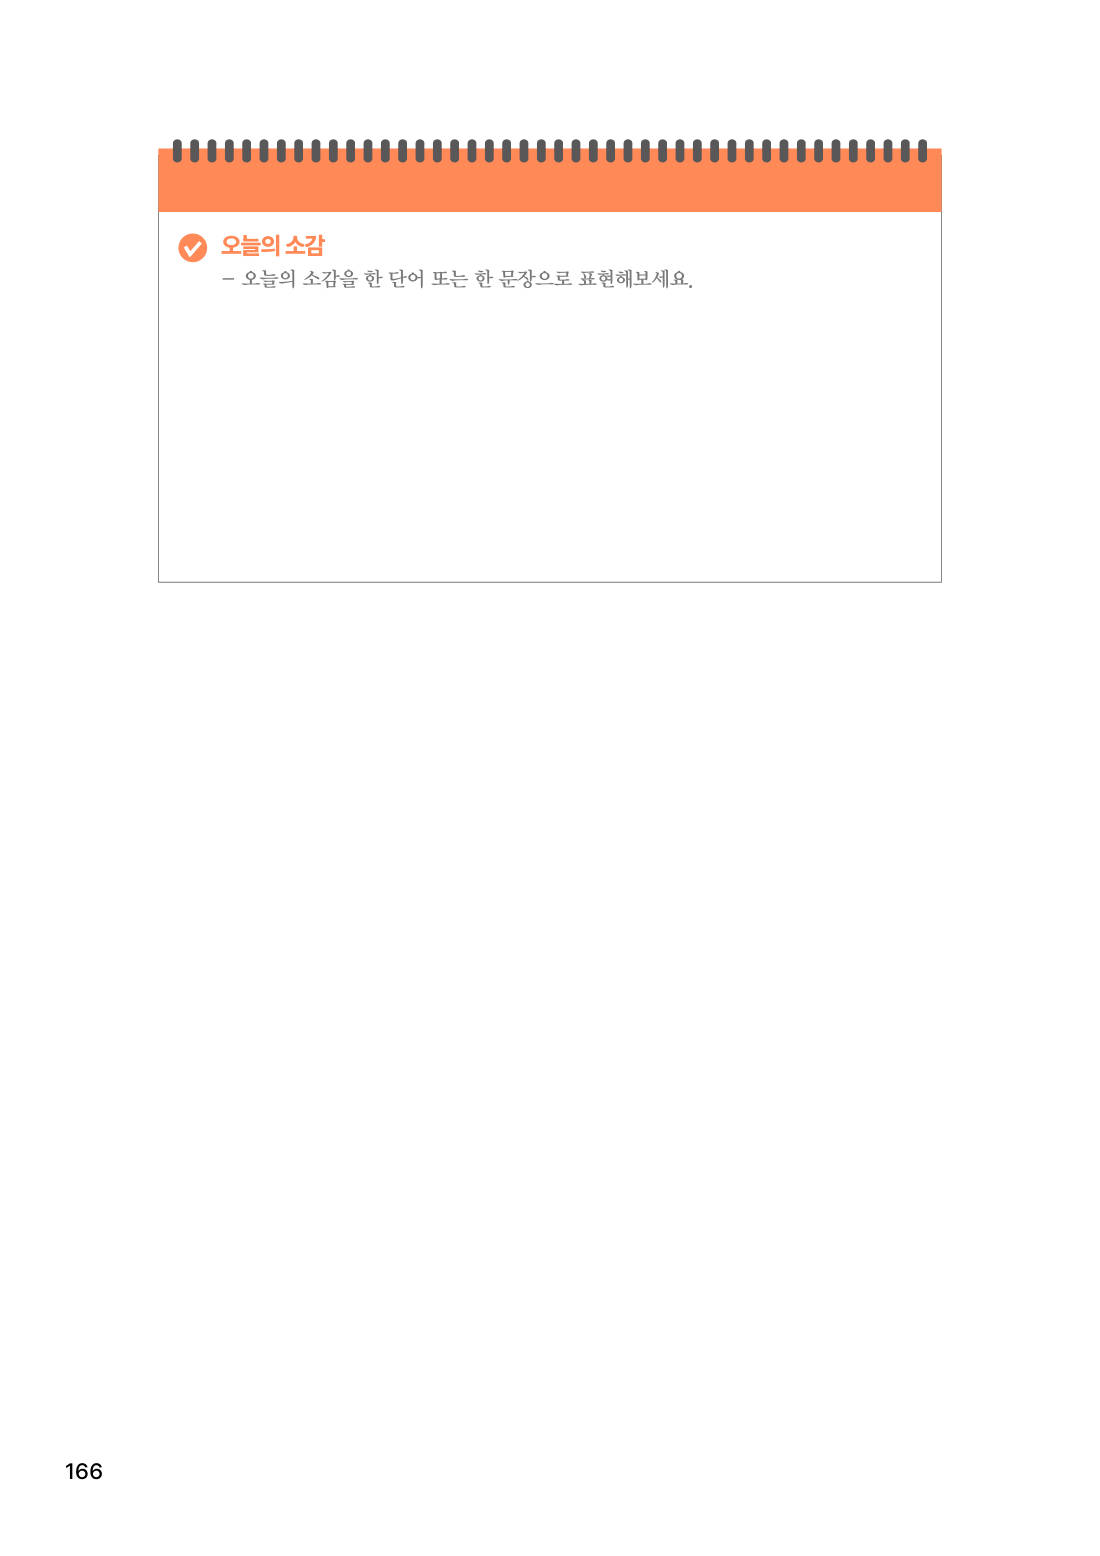 오늘의 소감
– 오늘의 소감을 한 단어 또는 한 문장으로 표현해보세요.
166